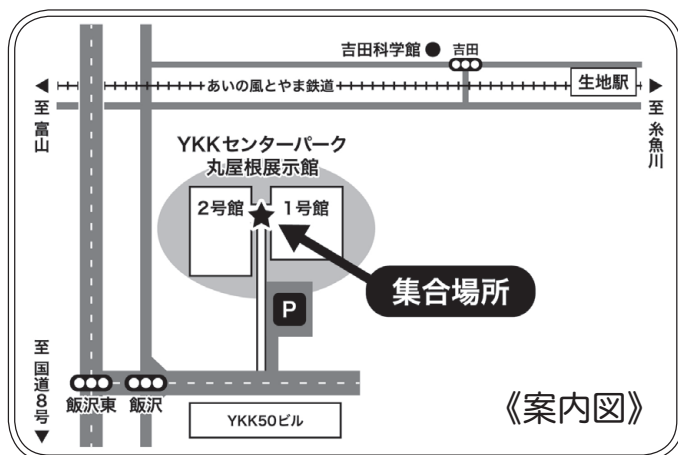 吉田科学館
吉田
あいの風とやま鉄道
生地駅
至富山
至糸魚川
YKKセンターパーク
丸屋根展示館
2号館
1号館
集合場所
P
至国道8号
飯沢東
飯沢
YKK50ビル
《案内図》